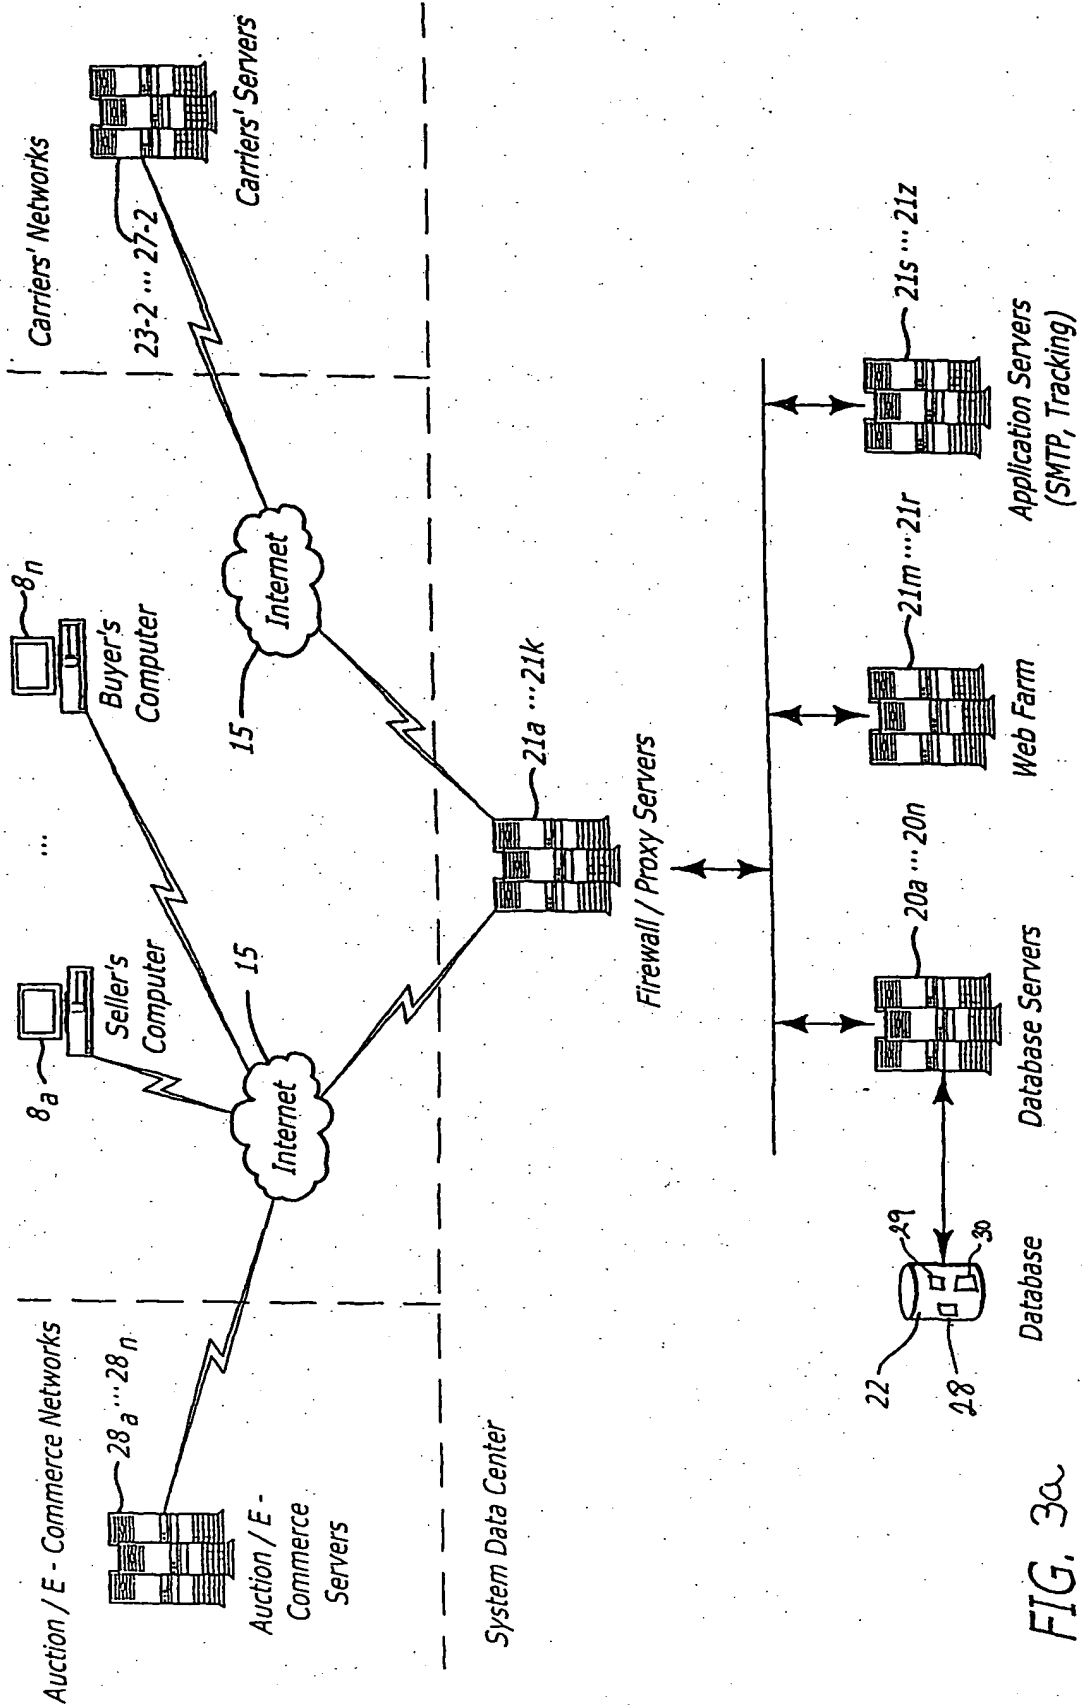 Auction / E - Commerce Networks
28a ... 28n
Auction / E -
Commerce
Servers
8a
Seller's
Computer
...
8n
Buyer's
Computer
Carriers' Networks
23-2 ... 27-2
Carriers' Servers
15
Internet
15
Internet
System Data Center
21a ... 21k
Firewall / Proxy Servers
22
29
28
30
Database
20a ... 20n
Database Servers
21m ... 21r
Web Farm
21s ... 21z
Application Servers
(SMTP, Tracking)
FIG. 3a